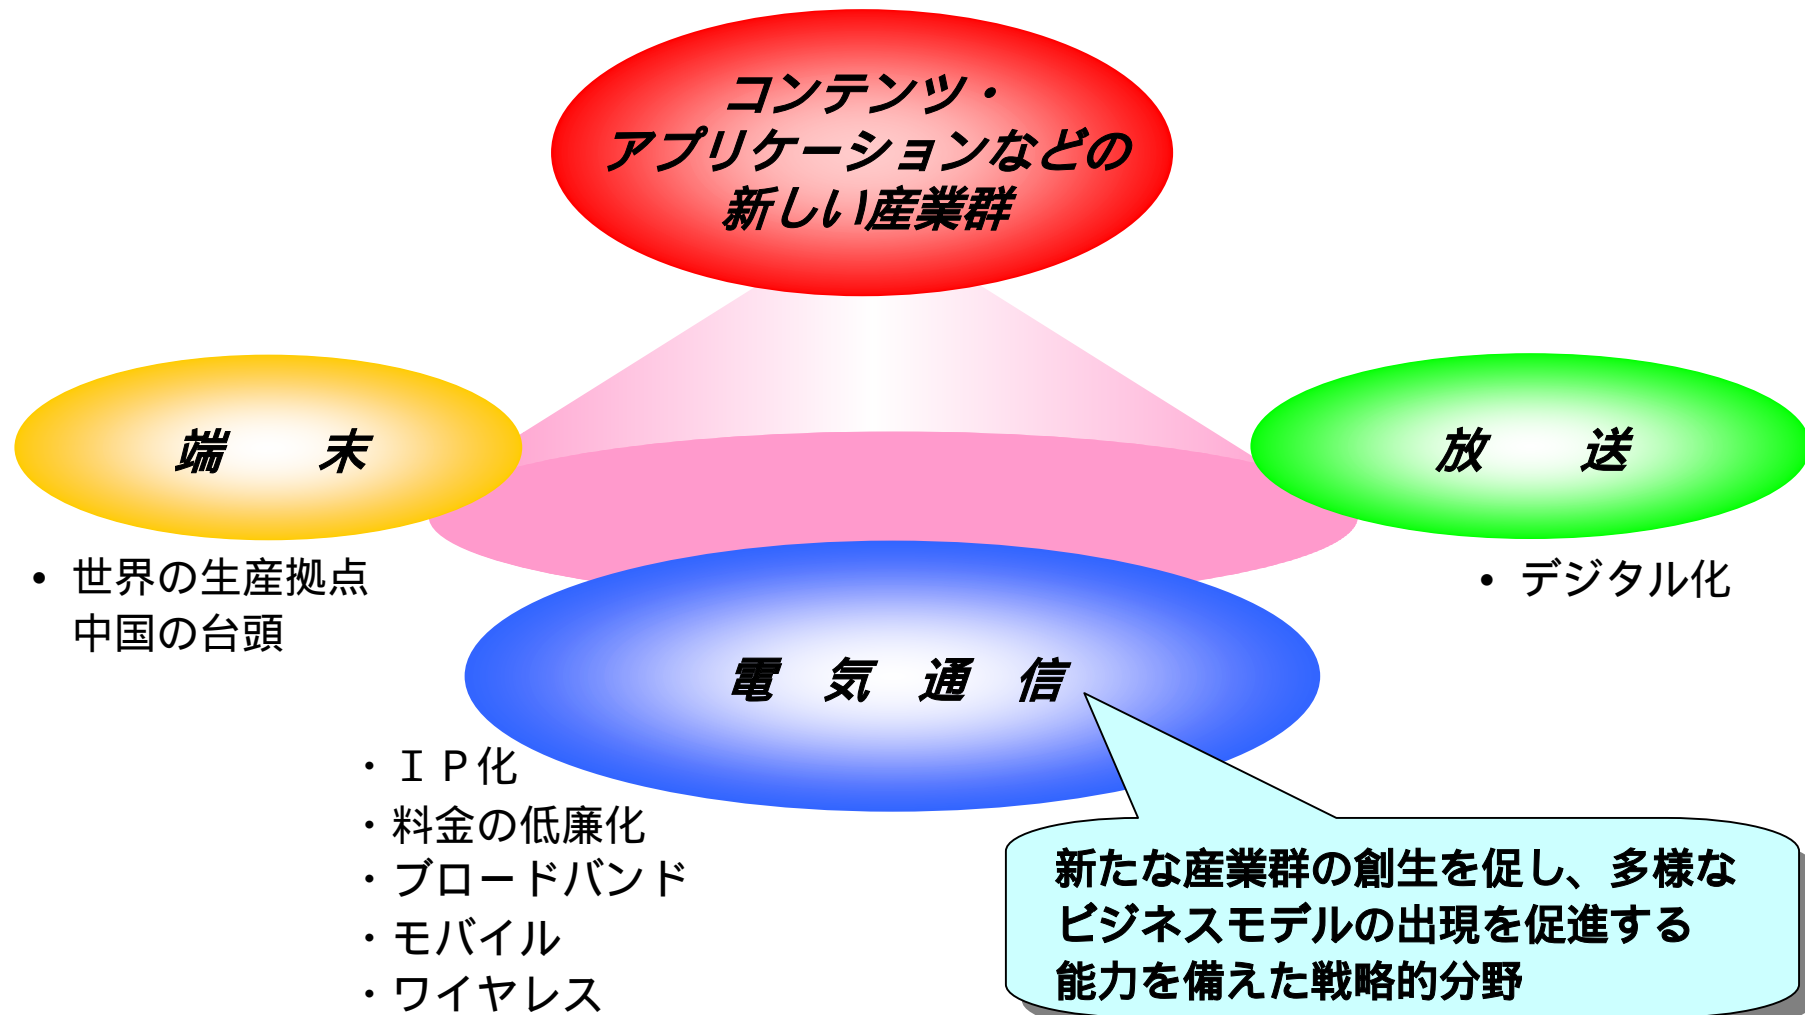 コンテンツ・
アプリケーションなどの
新しい産業群
端　　末
放　　送
• 世界の生産拠点
中国の台頭
• デジタル化
電　気　通　信
・ＩＰ化
・料金の低廉化
・ブロードバンド
・モバイル
・ワイヤレス
新たな産業群の創生を促し、多様な
ビジネスモデルの出現を促進する
能力を備えた戦略的分野